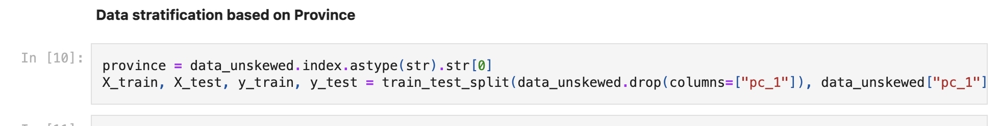 Data stratification based on Province
In [10]:
province = data_unskewed.index.astype(str).str[0]
X_train, X_test, y_train, y_test = train_test_split(data_unskewed.drop(columns=["pc_1"]), data_unskewed["pc_1"]